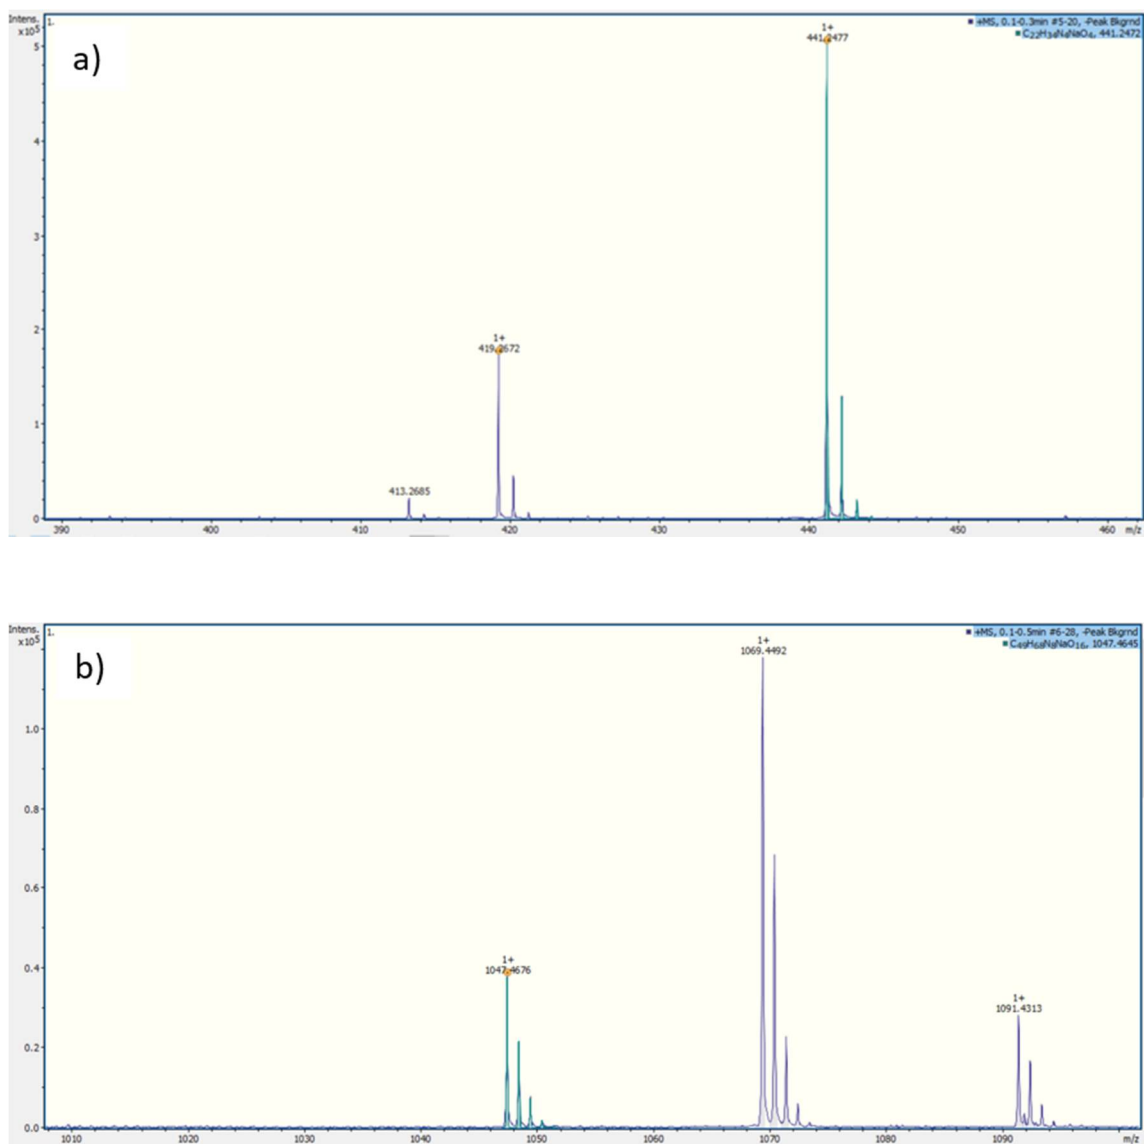 Intens. 1.
x10⁵
+MS, 0.1-0.3min #5-20, -Peak Bkgrnd
C₂₂H₃₄N₄NaO₄, 441.2472
a)
5
4
3
2
1
0
1+
441.2477
1+
419.2672
413.2685
390 400 410 420 430 440 450 460 m/z
Intens. 1.
x10⁵
+MS, 0.1-0.5min #6-28, -Peak Bkgrnd
C₄₉H₆₈N₈NaO₁₆, 1047.4645
b)
1.0
0.8
0.6
0.4
0.2
0.0
1+
1069.4492
1+
1047.4676
1+
1091.4313
1010 1020 1030 1040 1050 1060 1070 1080 1090 m/z